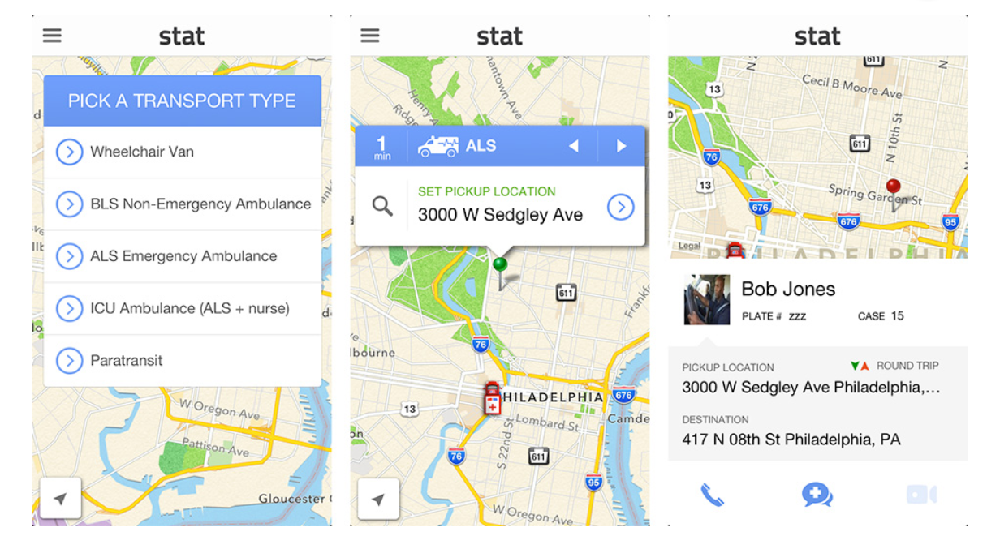 stat
PICK A TRANSPORT TYPE
Wheelchair Van
BLS Non-Emergency Ambulance
ALS Emergency Ambulance
ICU Ambulance (ALS + nurse)
Paratransit
W Oregon Ave
Pattison Ave
Gloucester
stat
Henry
Ridge
1
min
ALS
SET PICKUP LOCATION
3000 W Sedgley Ave
611
76
676
HILADELPHIA
13
Lombard St
Camde
S 22nd St
76
611
95
W Oregon Ave
stat
611
13
Cecil B Moore Ave
N 10th St
611
76
13
Spring Garden St
676
676
95
Legal
Bob Jones
PLATE # zzz CASE 15
PICKUP LOCATION ROUND TRIP
3000 W Sedgley Ave Philadelphia,...
DESTINATION
417 N 08th St Philadelphia, PA